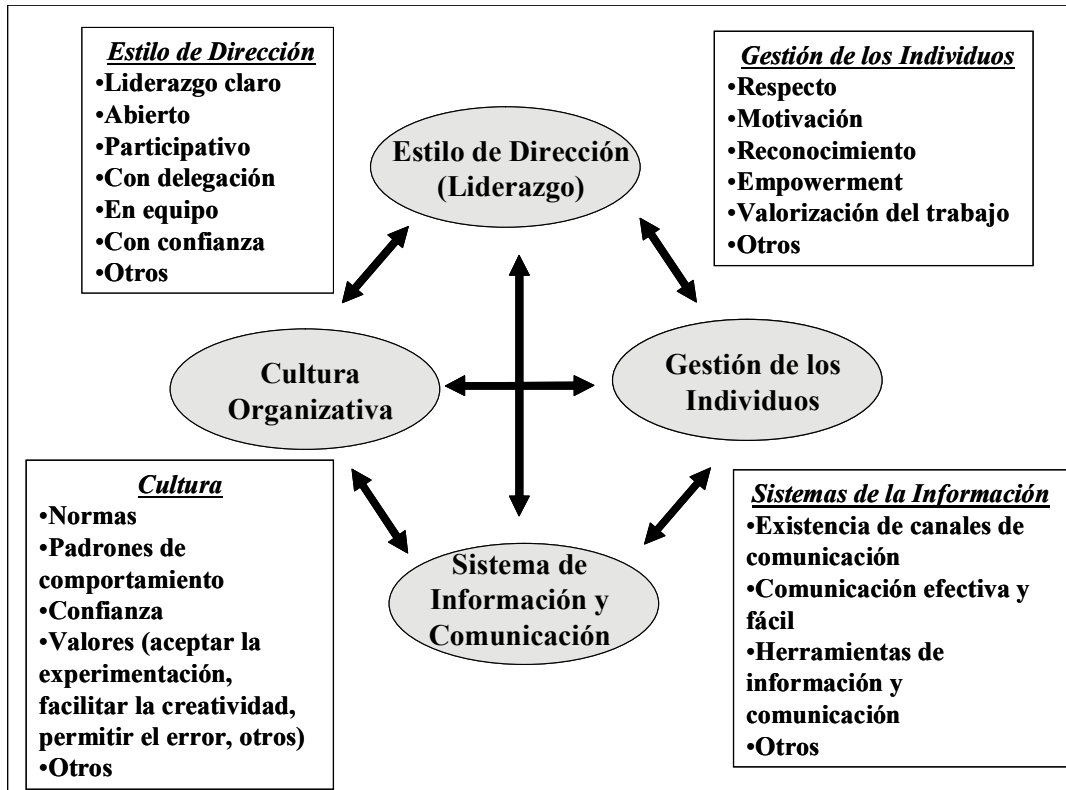 Estilo de Dirección
•Liderazgo claro
•Abierto
•Participativo
•Con delegación
•En equipo
•Con confianza
•Otros
Gestión de los Individuos
•Respecto
•Motivación
•Reconocimiento
•Empowerment
•Valorización del trabajo
•Otros
Estilo de Dirección
(Liderazgo)
Cultura
Organizativa
Gestión de los
Individuos
Sistema de
Información y
Comunicación
Cultura
•Normas
•Padrones de
comportamiento
•Confianza
•Valores (aceptar la
experimentación,
facilitar la creatividad,
permitir el error, otros)
•Otros
Sistemas de la Información
•Existencia de canales de
comunicación
•Comunicación efectiva y
fácil
•Herramientas de
información y
comunicación
•Otros